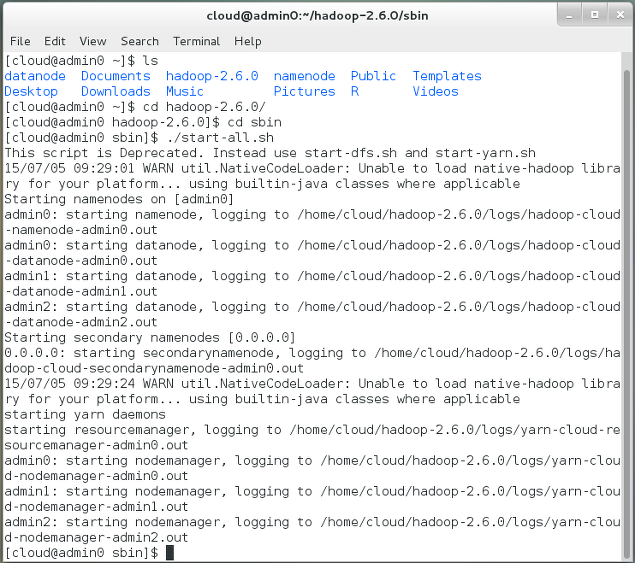 cloud@admin0:~/hadoop-2.6.0/sbin
File Edit View Search Terminal Help
[cloud@admin0 ~]$ ls
datanode Documents hadoop-2.6.0 namenode Public Templates
Desktop Downloads Music Pictures R Videos
[cloud@admin0 ~]$ cd hadoop-2.6.0/
[cloud@admin0 hadoop-2.6.0]$ cd sbin
[cloud@admin0 sbin]$ ./start-all.sh
This script is Deprecated. Instead use start-dfs.sh and start-yarn.sh
15/07/05 09:29:01 WARN util.NativeCodeLoader: Unable to load native-hadoop libra
ry for your platform... using builtin-java classes where applicable
Starting namenodes on [admin0]
admin0: starting namenode, logging to /home/cloud/hadoop-2.6.0/logs/hadoop-cloud
-namenode-admin0.out
admin0: starting datanode, logging to /home/cloud/hadoop-2.6.0/logs/hadoop-cloud
-datanode-admin0.out
admin1: starting datanode, logging to /home/cloud/hadoop-2.6.0/logs/hadoop-cloud
-datanode-admin1.out
admin2: starting datanode, logging to /home/cloud/hadoop-2.6.0/logs/hadoop-cloud
-datanode-admin2.out
Starting secondary namenodes [0.0.0.0]
0.0.0.0: starting secondarynamenode, logging to /home/cloud/hadoop-2.6.0/logs/ha
doop-cloud-secondarynamenode-admin0.out
15/07/05 09:29:24 WARN util.NativeCodeLoader: Unable to load native-hadoop libra
ry for your platform... using builtin-java classes where applicable
starting yarn daemons
starting resourcemanager, logging to /home/cloud/hadoop-2.6.0/logs/yarn-cloud-re
sourcemanager-admin0.out
admin0: starting nodemanager, logging to /home/cloud/hadoop-2.6.0/logs/yarn-clou
d-nodemanager-admin0.out
admin1: starting nodemanager, logging to /home/cloud/hadoop-2.6.0/logs/yarn-clou
d-nodemanager-admin1.out
admin2: starting nodemanager, logging to /home/cloud/hadoop-2.6.0/logs/yarn-clou
d-nodemanager-admin2.out
[cloud@admin0 sbin]$